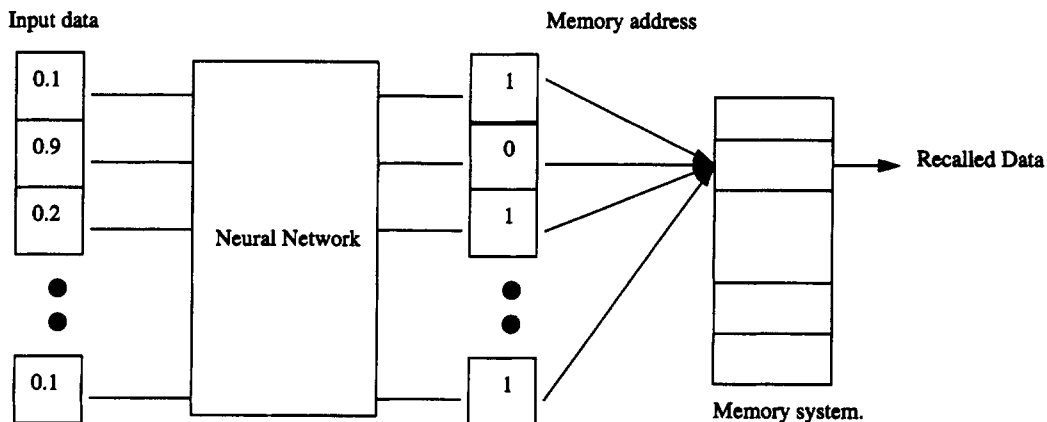 Input data
Memory address
0.1
1
0.9
0
Recalled Data
0.2
1
Neural Network
0.1
1
Memory system.